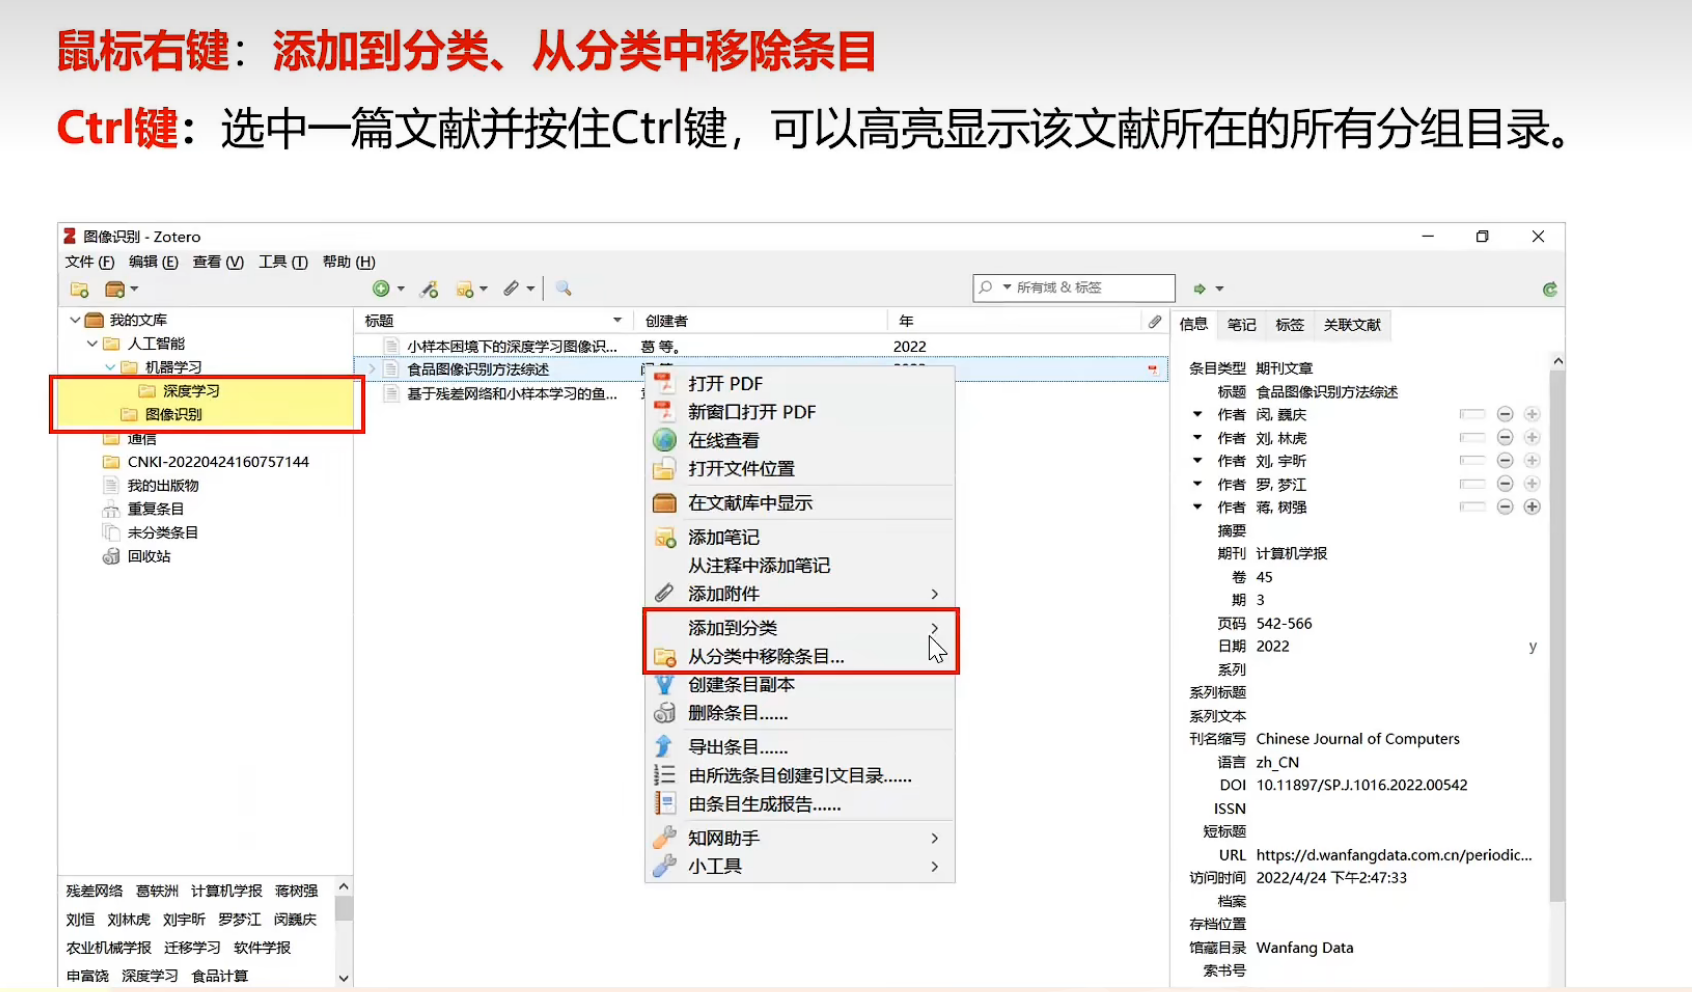 鼠标右键：添加到分类、从分类中移除条目
Ctrl键：选中一篇文献并按住Ctrl键，可以高亮显示该文献所在的所有分组目录。
图像识别 - Zotero
文件 (F) 编辑 (E) 查看 (V) 工具 (T) 帮助 (H)
所有域 & 标签
我的文库
人工智能
机器学习
深度学习
图像识别
通信
CNKI-20220424160757144
我的出版物
重复条目
未分类条目
回收站
残差网络 葛轶洲 计算机学报 蒋树强
刘恒 刘林虎 刘宇昕 罗梦江 闵巍庆
农业机械学报 迁移学习 软件学报
申富饶 深度学习 食品计算
标题 创建者 年
小样本困境下的深度学习图像识... 葛 等。 2022
食品图像识别方法综述
基于残差网络和小样本学习的鱼...
打开 PDF
新窗口打开 PDF
在线查看
打开文件位置
在文献库中显示
添加笔记
从注释中添加笔记
添加附件
添加到分类
从分类中移除条目...
创建条目副本
删除条目......
导出条目......
由所选条目创建引文目录......
由条目生成报告......
知网助手
小工具
信息 笔记 标签 关联文献
条目类型 期刊文章
标题 食品图像识别方法综述
作者 闵, 巍庆
作者 刘, 林虎
作者 刘, 宇昕
作者 罗, 梦江
作者 蒋, 树强
摘要
期刊 计算机学报
卷 45
期 3
页码 542-566
日期 2022 y
系列
系列标题
系列文本
刊名缩写 Chinese Journal of Computers
语言 zh_CN
DOI 10.11897/SP.J.1016.2022.00542
ISSN
短标题
URL https://d.wanfangdata.com.cn/periodic...
访问时间 2022/4/24 下午2:47:33
档案
存档位置
馆藏目录 Wanfang Data
索书号